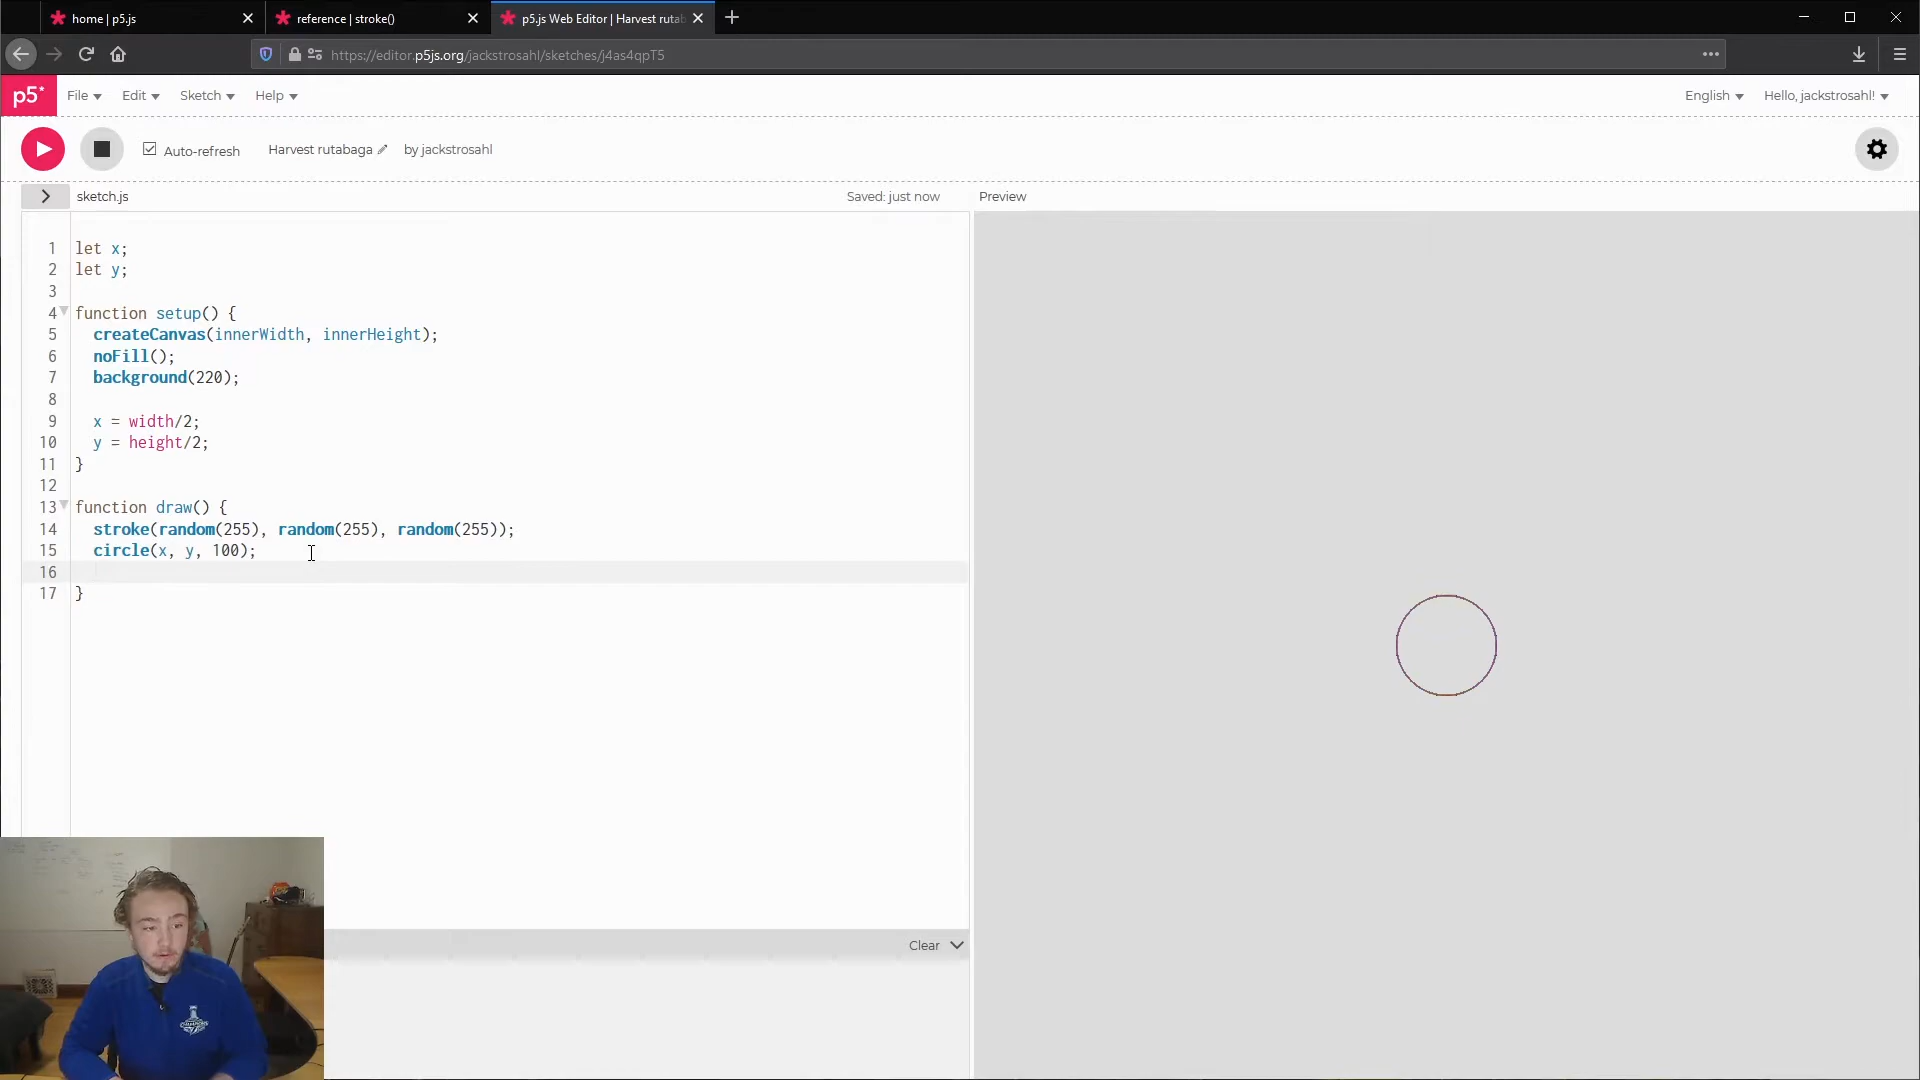 home | p5.js
reference | stroke()
p5.js Web Editor | Harvest rutab
https://editor.p5js.org/jackstrosahl/sketches/j4as4qpT5
p5*
File
Edit
Sketch
Help
English
Hello, jackstrosahl!
Auto-refresh
Harvest rutabaga
by jackstrosahl
sketch.js
Saved: just now
Preview
1 let x;
2 let y;
3
4 function setup() {
5 createCanvas(innerWidth, innerHeight);
6 noFill();
7 background(220);
8
9 x = width/2;
10 y = height/2;
11 }
12
13 function draw() {
14 stroke(random(255), random(255), random(255));
15 circle(x, y, 100);
16
17 }
Clear